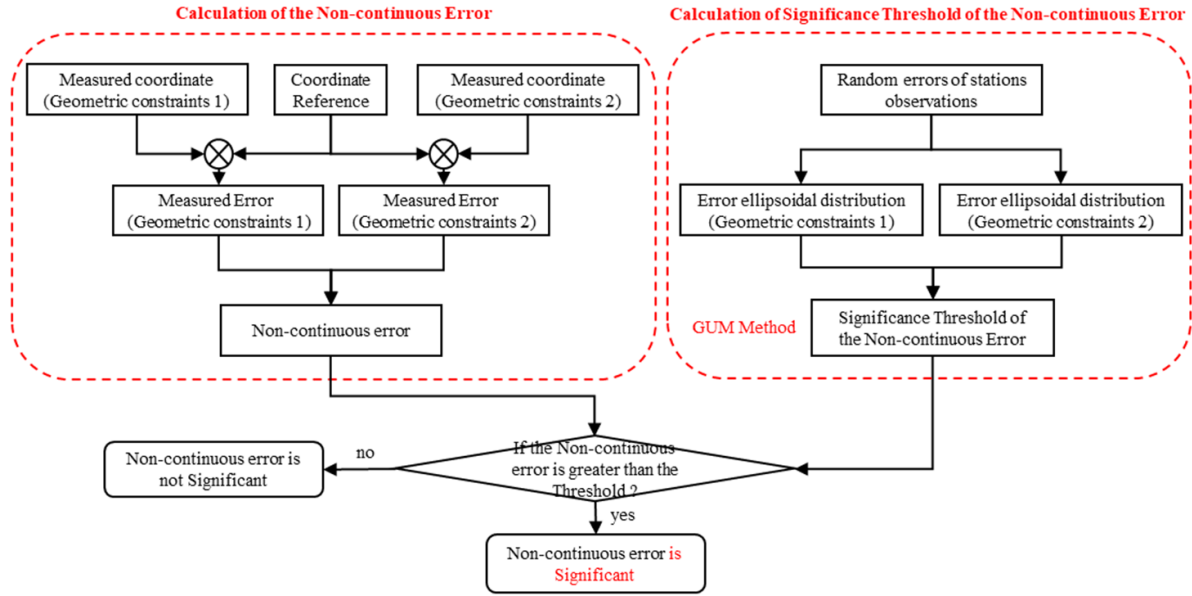 Calculation of the Non-continuous Error
Calculation of Significance Threshold of the Non-continuous Error
Measured coordinate
(Geometric constraints 1)
Coordinate
Reference
Measured coordinate
(Geometric constraints 2)
Random errors of stations
observations
Measured Error
(Geometric constraints 1)
Measured Error
(Geometric constraints 2)
Error ellipsoidal distribution
(Geometric constraints 1)
Error ellipsoidal distribution
(Geometric constraints 2)
Non-continuous error
GUM Method
Significance Threshold of
the Non-continuous Error
If the Non-continuous
error is greater than the
Threshold ?
no
Non-continuous error is
not Significant
yes
Non-continuous error is
Significant